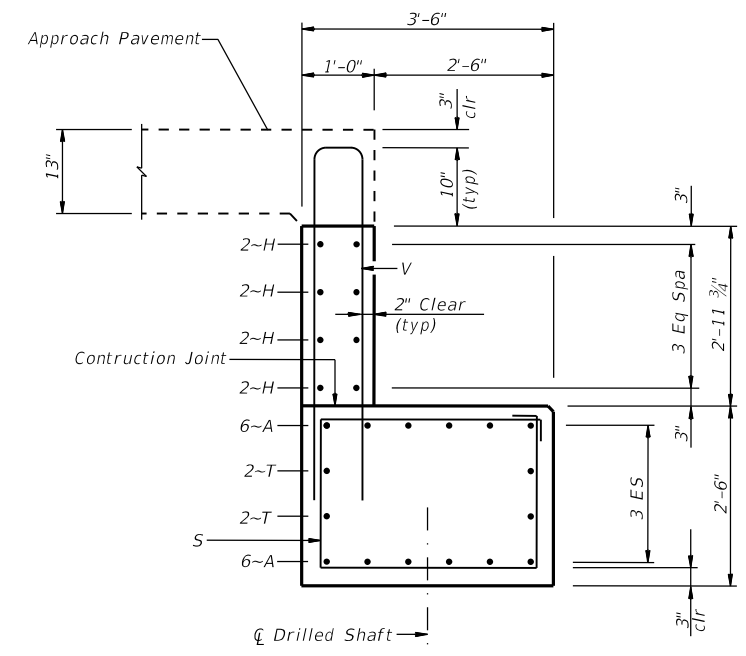 3'-6"
Approach Pavement
1'-0"
2'-6"
3"
clr
13"
10"
(typ)
3"
2~H
V
2~H
2" Clear
(typ)
3 Eq Spa
2'-11 3/4"
2~H
Contruction Joint
2~H
6~A
3"
2~T
3 ES
2'-6"
2~T
S
6~A
3"
clr
℄ Drilled Shaft